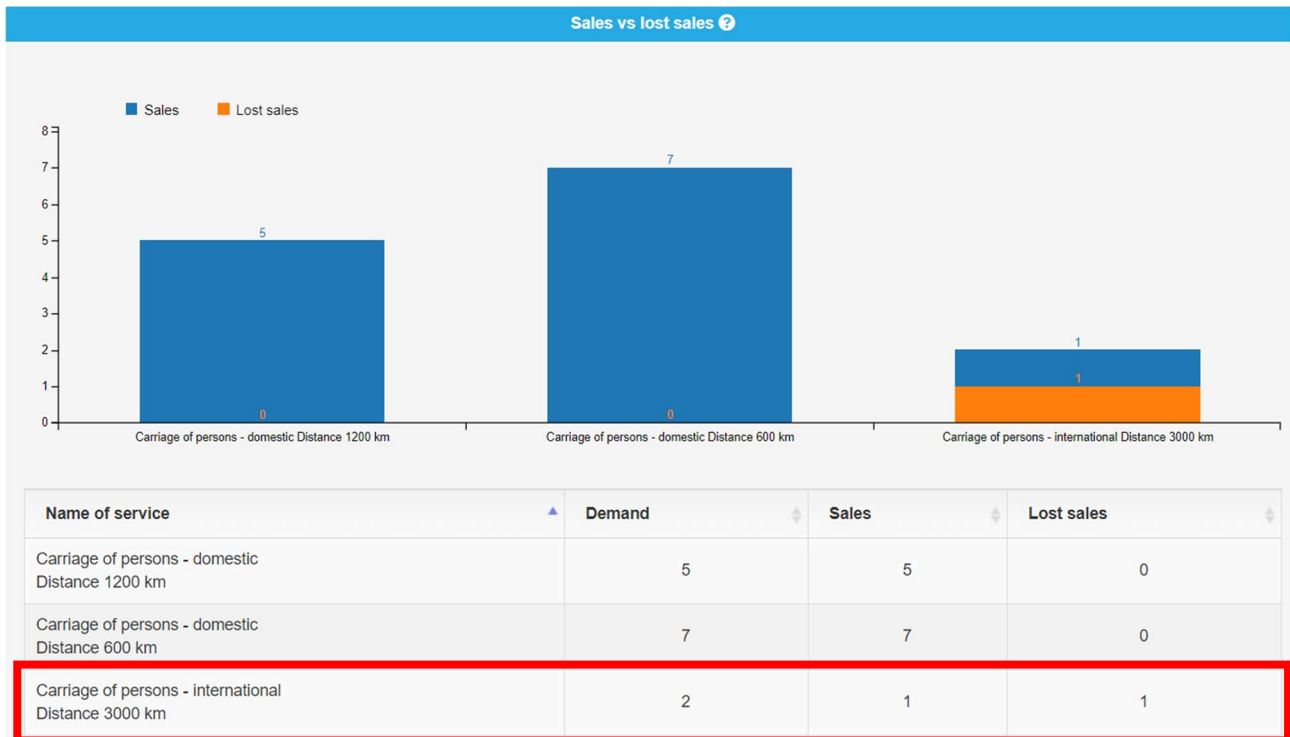 Sales vs lost sales ?
Sales Lost sales
8
7
6
5
4
3
2
1
0
5
0
7
0
1
1
Carriage of persons - domestic Distance 1200 km
Carriage of persons - domestic Distance 600 km
Carriage of persons - international Distance 3000 km
Name of service Demand Sales Lost sales
Carriage of persons - domestic
Distance 1200 km 5 5 0
Carriage of persons - domestic
Distance 600 km 7 7 0
Carriage of persons - international
Distance 3000 km 2 1 1